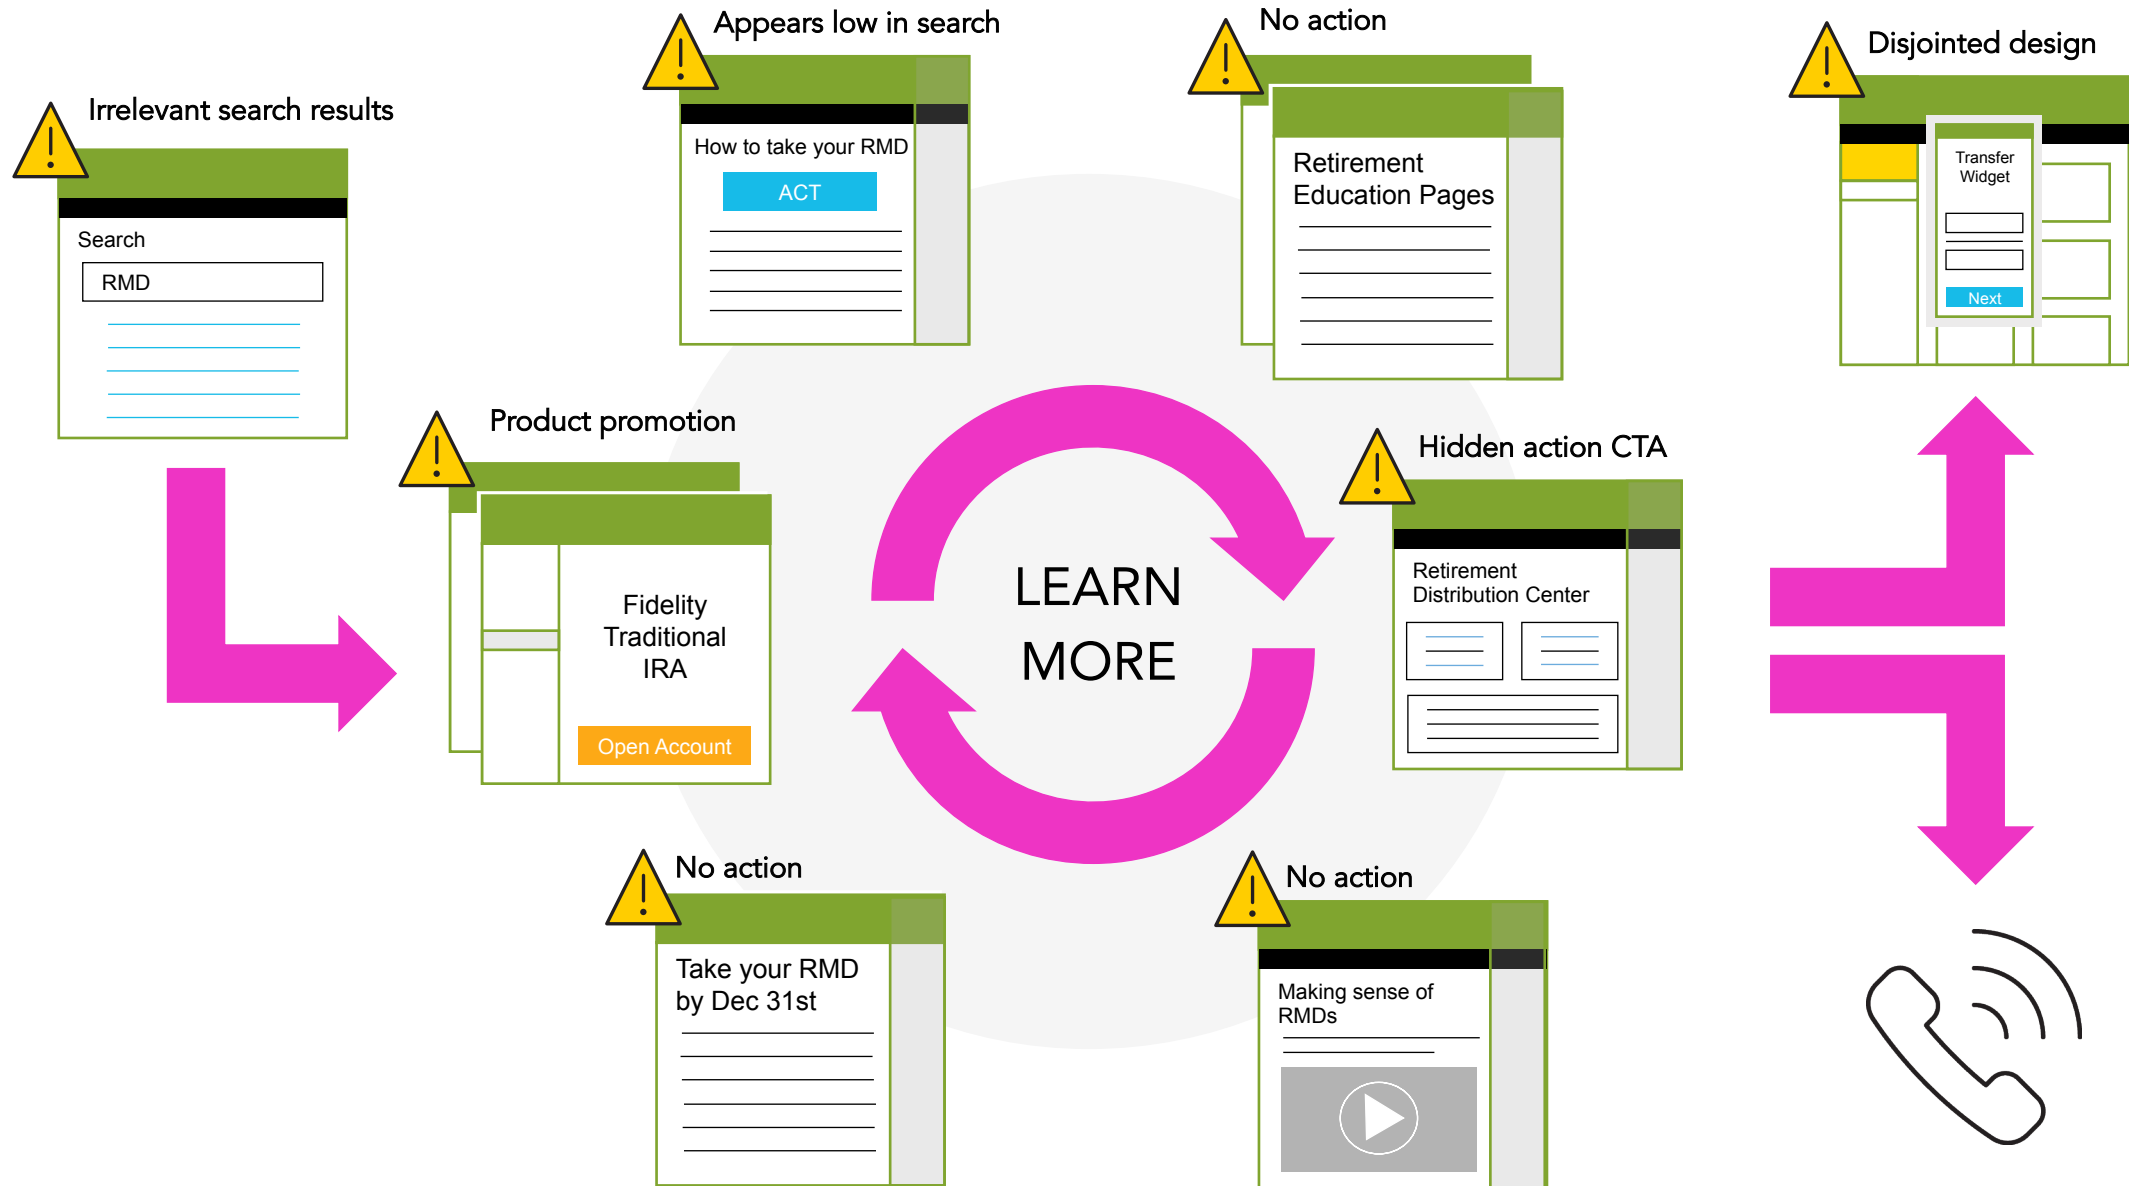 Irrelevant search results
Search
RMD
Appears low in search
How to take your RMD
ACT
No action
Retirement
Education Pages
Disjointed design
Transfer
Widget
Next
Product promotion
Fidelity
Traditional
IRA
Open Account
LEARN
MORE
Hidden action CTA
Retirement
Distribution Center
No action
Take your RMD
by Dec 31st
No action
Making sense of
RMDs